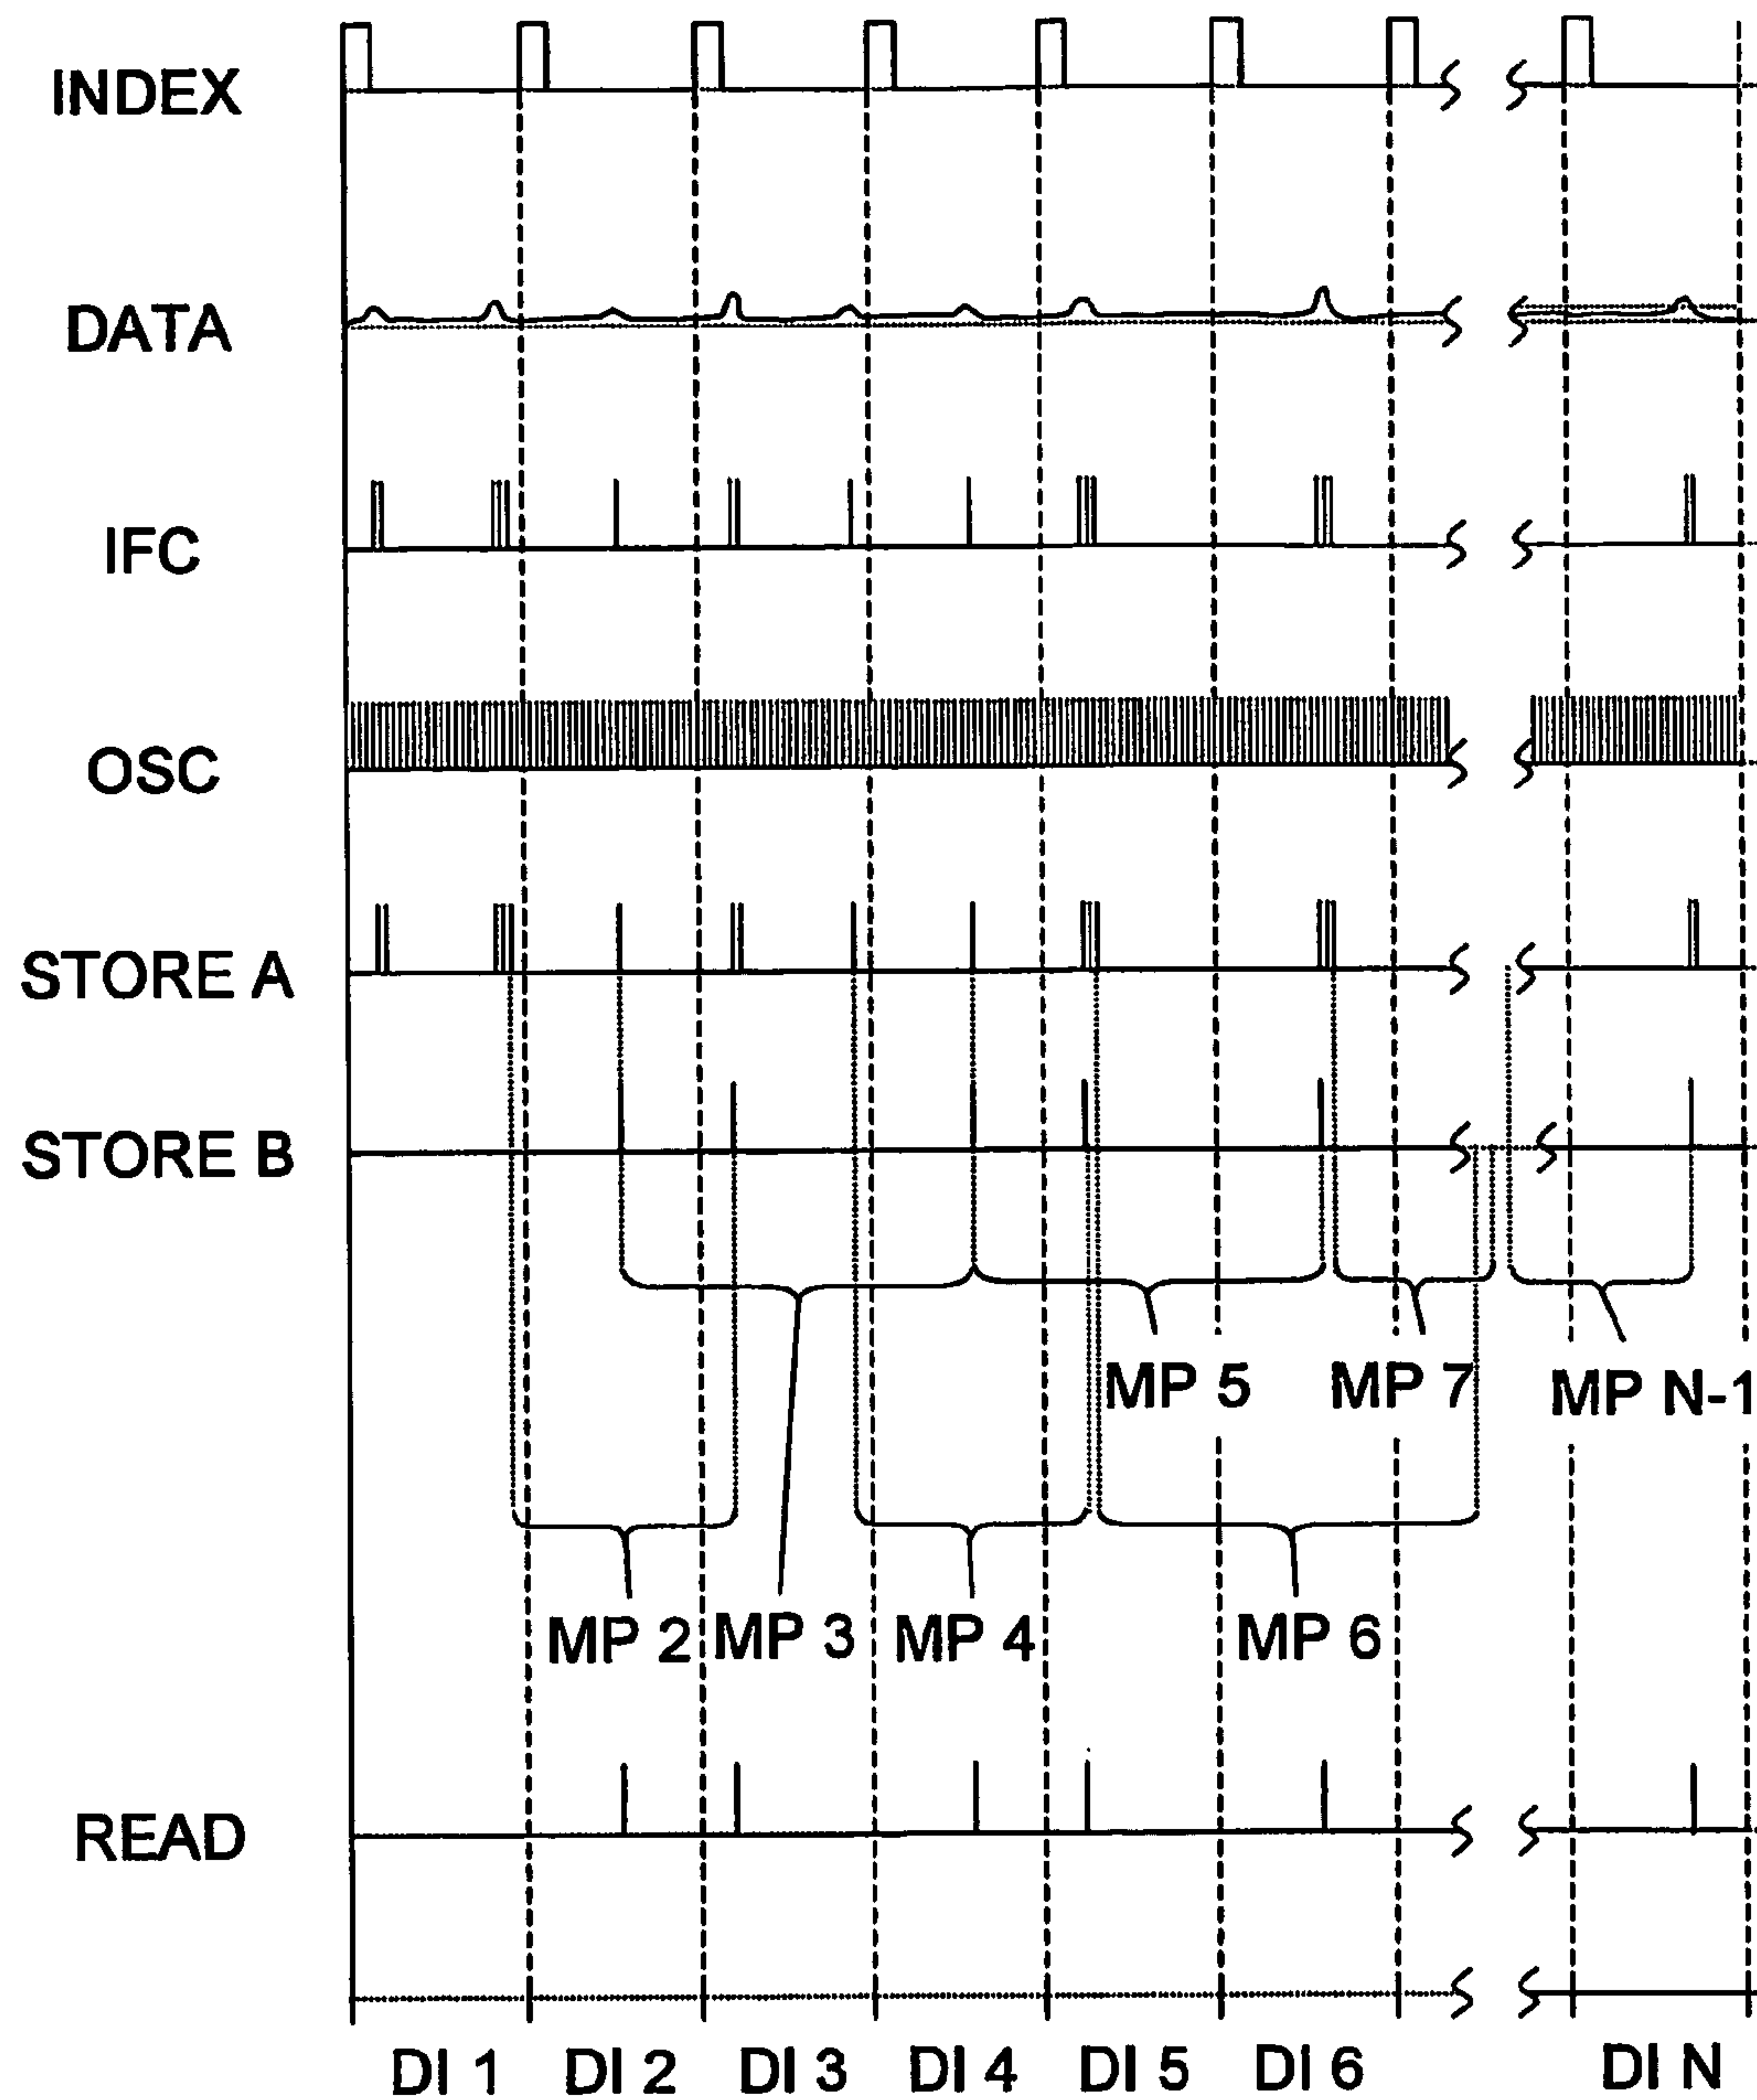 INDEX
DATA
IFC
OSC
STORE A
STORE B
MP 5 MP 7 MP N-1
MP 2 MP 3 MP 4 MP 6
READ
DI 1 DI 2 DI 3 DI 4 DI 5 DI 6 DI N